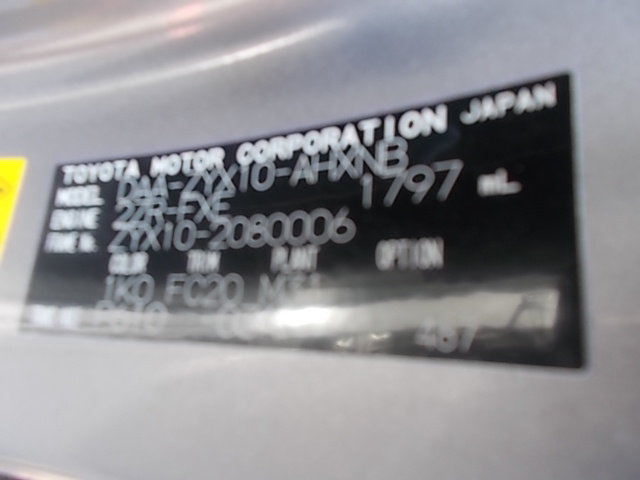 TOYOTA MOTOR CORPORATION JAPAN
MODEL DAA-ZYX10-AHXNB
ENGINE 2ZR-FXE 1797 mL
FRAME No. ZYX10-2080006
COLOR TRIM PLANT OPTION
1K0 FC20
P610